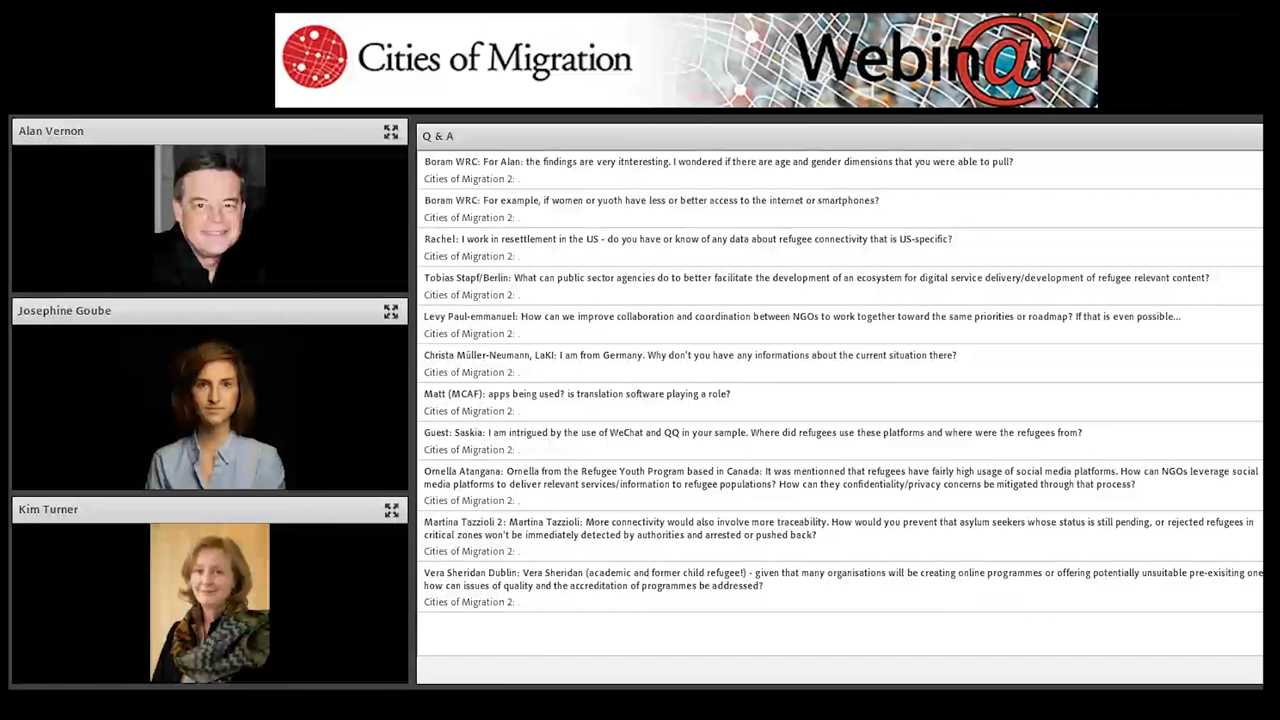 Cities of Migration
Webin@r
Alan Vernon
Josephine Goube
Kim Turner
Q & A
Boram WRC: For Alan: the findings are very itnteresting. I wondered if there are age and gender dimensions that you were able to pull?
Cities of Migration 2: .
Boram WRC: For example, if women or yuoth have less or better access to the internet or smartphones?
Cities of Migration 2: .
Rachel: I work in resettlement in the US - do you have or know of any data about refugee connectivity that is US-specific?
Cities of Migration 2: .
Tobias Stapf/Berlin: What can public sector agencies do to better facilitate the development of an ecosystem for digital service delivery/development of refugee relevant content?
Cities of Migration 2: .
Levy Paul-emmanuel: How can we improve collaboration and coordination between NGOs to work together toward the same priorities or roadmap? If that is even possible...
Cities of Migration 2: .
Christa Müller-Neumann, LaKI: I am from Germany. Why don't you have any informations about the current situation there?
Cities of Migration 2: .
Matt (MCAF): apps being used? is translation software playing a role?
Cities of Migration 2: .
Guest: Saskia: I am intrigued by the use of WeChat and QQ in your sample. Where did refugees use these platforms and where were the refugees from?
Cities of Migration 2: .
Ornella Atangana: Ornella from the Refugee Youth Program based in Canada: It was mentioned that refugees have fairly high usage of social media platforms. How can NGOs leverage social
media platforms to deliver relevant services/information to refugee populations? How can they confidentiality/privacy concerns be mitigated through that process?
Cities of Migration 2: .
Martina Tazzioli 2: Martina Tazzioli: More connectivity would also involve more traceability. How would you prevent that asylum seekers whose status is still pending, or rejected refugees in
critical zones won't be immediately detected by authorities and arrested or pushed back?
Cities of Migration 2: .
Vera Sheridan Dublin: Vera Sheridan (academic and former child refugee!) - given that many organisations will be creating online programmes or offering potentially unsuitable pre-exisiting one
how can issues of quality and the accreditation of programmes be addressed?
Cities of Migration 2: .